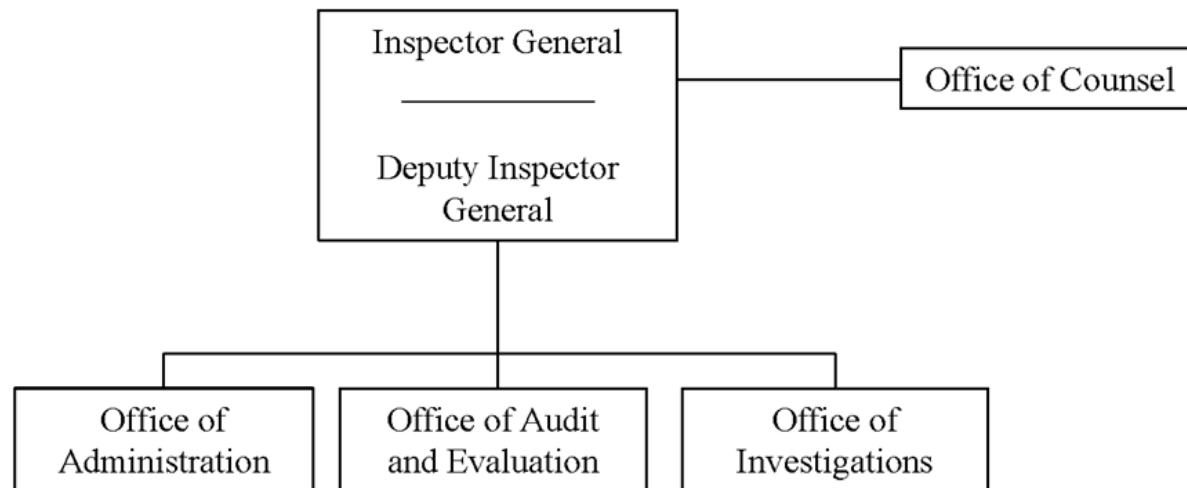 Inspector General
Office of Counsel
Deputy Inspector
General
Office of
Administration
Office of Audit
and Evaluation
Office of
Investigations